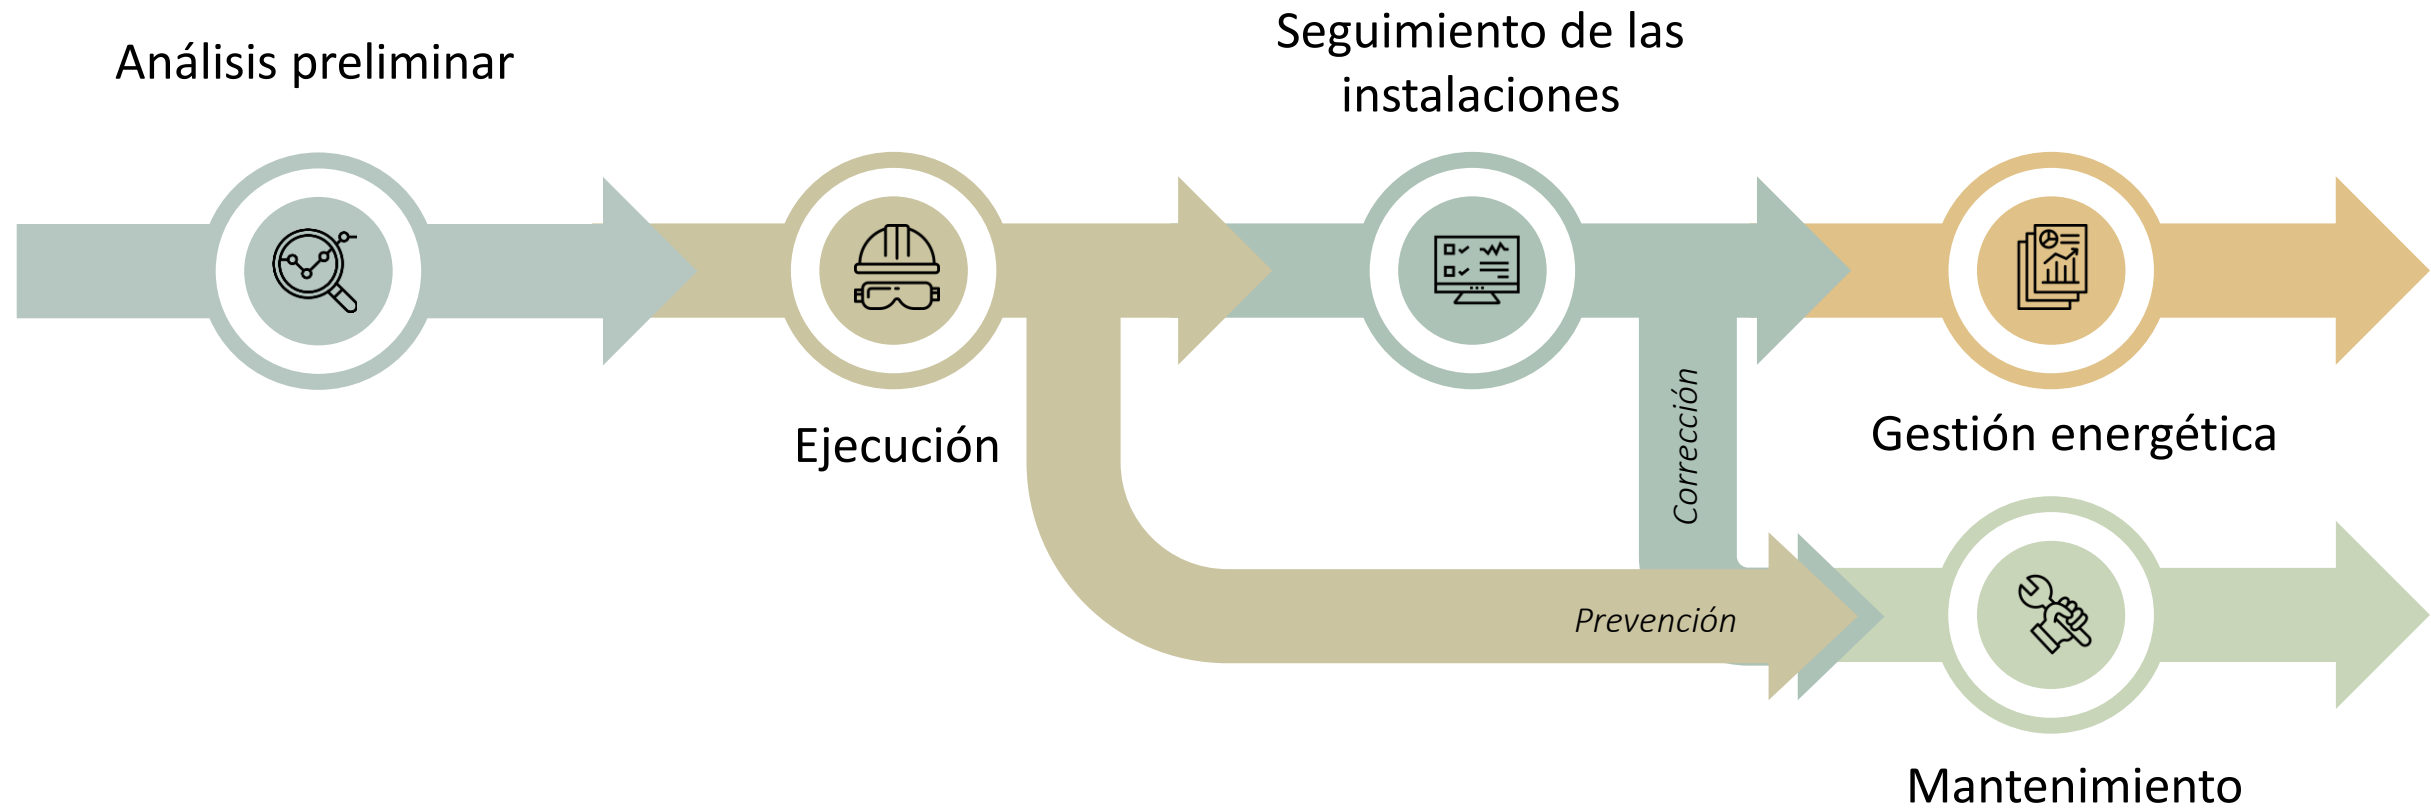 Análisis preliminar
Seguimiento de las
instalaciones
Ejecución
Corrección
Gestión energética
Prevención
Mantenimiento